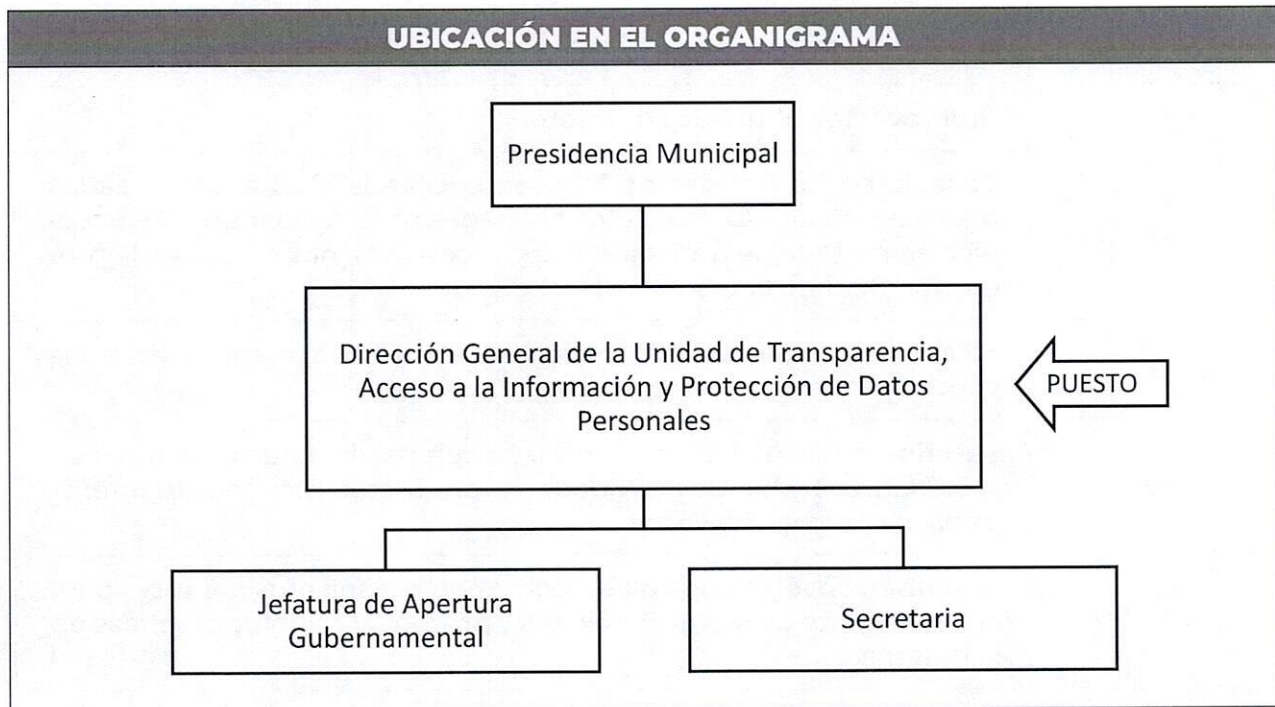 UBICACIÓN EN EL ORGANIGRAMA
Presidencia Municipal
Dirección General de la Unidad de Transparencia,
Acceso a la Información y Protección de Datos
Personales
PUESTO
Jefatura de Apertura
Gubernamental
Secretaria